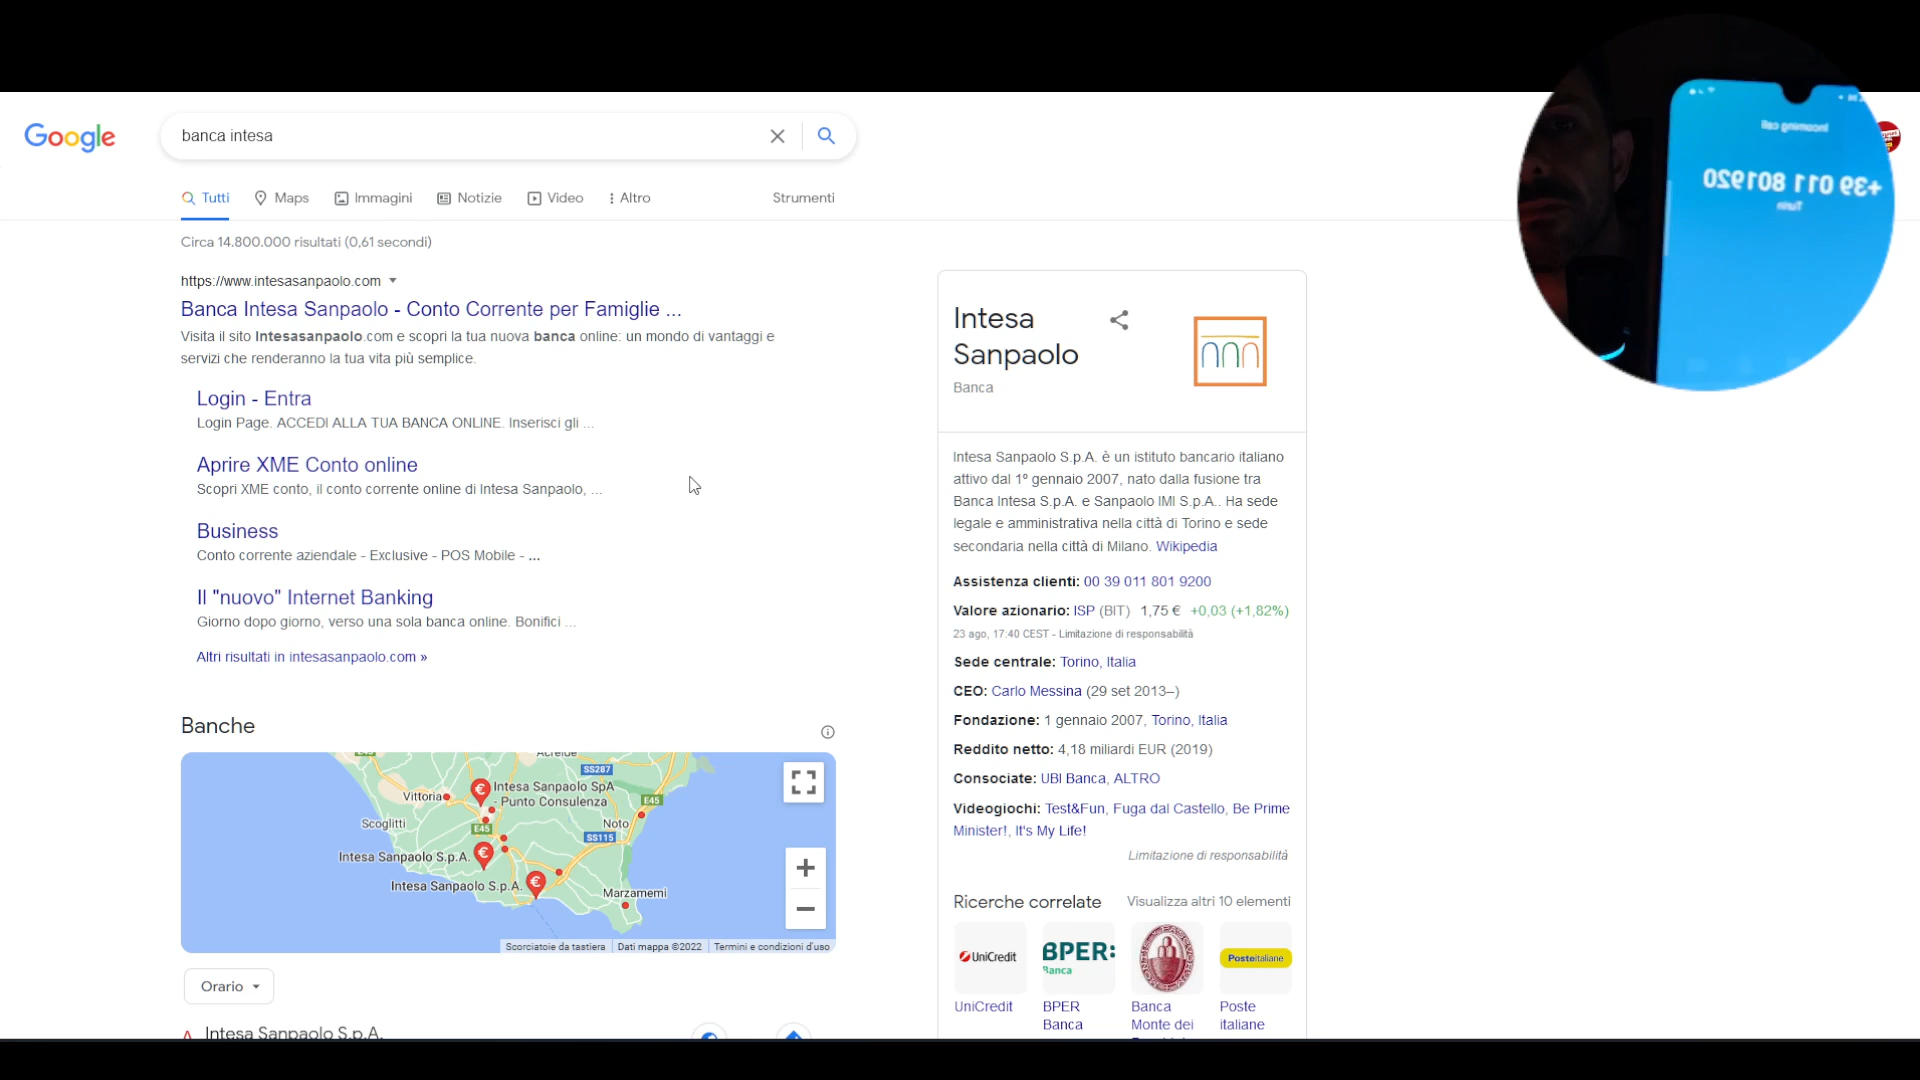 Google
banca intesa
Tutti
Maps
Immagini
Notizie
Video
Altro
Strumenti
Circa 14.800.000 risultati (0,61 secondi)
https://www.intesasanpaolo.com
Banca Intesa Sanpaolo - Conto Corrente per Famiglie ...
Visita il sito Intesasanpaolo.com e scopri la tua nuova banca online: un mondo di vantaggi e
servizi che renderanno la tua vita più semplice.
Login - Entra
Login Page. ACCEDI ALLA TUA BANCA ONLINE. Inserisci gli ...
Aprire XME Conto online
Scopri XME conto, il conto corrente online di Intesa Sanpaolo, ...
Business
Conto corrente aziendale - Exclusive - POS Mobile - ...
Il "nuovo" Internet Banking
Giorno dopo giorno, verso una sola banca online. Bonifici ...
Altri risultati in intesasanpaolo.com »
Banche
Acreide
SS287
Intesa Sanpaolo SpA
- Punto Consulenza
Vittoria
E45
Scoglitti
E45
Noto
SS115
Intesa Sanpaolo S.p.A.
Intesa Sanpaolo S.p.A.
Marzamemi
Scorciatoie da tastiera
Dati mappa ©2022
Termini e condizioni d'uso
Orario
Intesa Sanpaolo S.p.A.
Intesa
Sanpaolo
Banca
Intesa Sanpaolo S.p.A. è un istituto bancario italiano
attivo dal 1º gennaio 2007, nato dalla fusione tra
Banca Intesa S.p.A. e Sanpaolo IMI S.p.A.. Ha sede
legale e amministrativa nella città di Torino e sede
secondaria nella città di Milano. Wikipedia
Assistenza clienti: 00 39 011 801 9200
Valore azionario: ISP (BIT) 1,75 € +0,03 (+1,82%)
23 ago, 17:40 CEST - Limitazione di responsabilità
Sede centrale: Torino, Italia
CEO: Carlo Messina (29 set 2013–)
Fondazione: 1 gennaio 2007, Torino, Italia
Reddito netto: 4,18 miliardi EUR (2019)
Consociate: UBI Banca, ALTRO
Videogiochi: Test&Fun, Fuga dal Castello, Be Prime
Minister!, It's My Life!
Limitazione di responsabilità
Ricerche correlate
Visualizza altri 10 elementi
UniCredit
BPER:
Banca
Posteitaliane
UniCredit
BPER
Banca
Banca
Monte dei
Poste
italiane
Incoming call
+39 011 801920
Turin